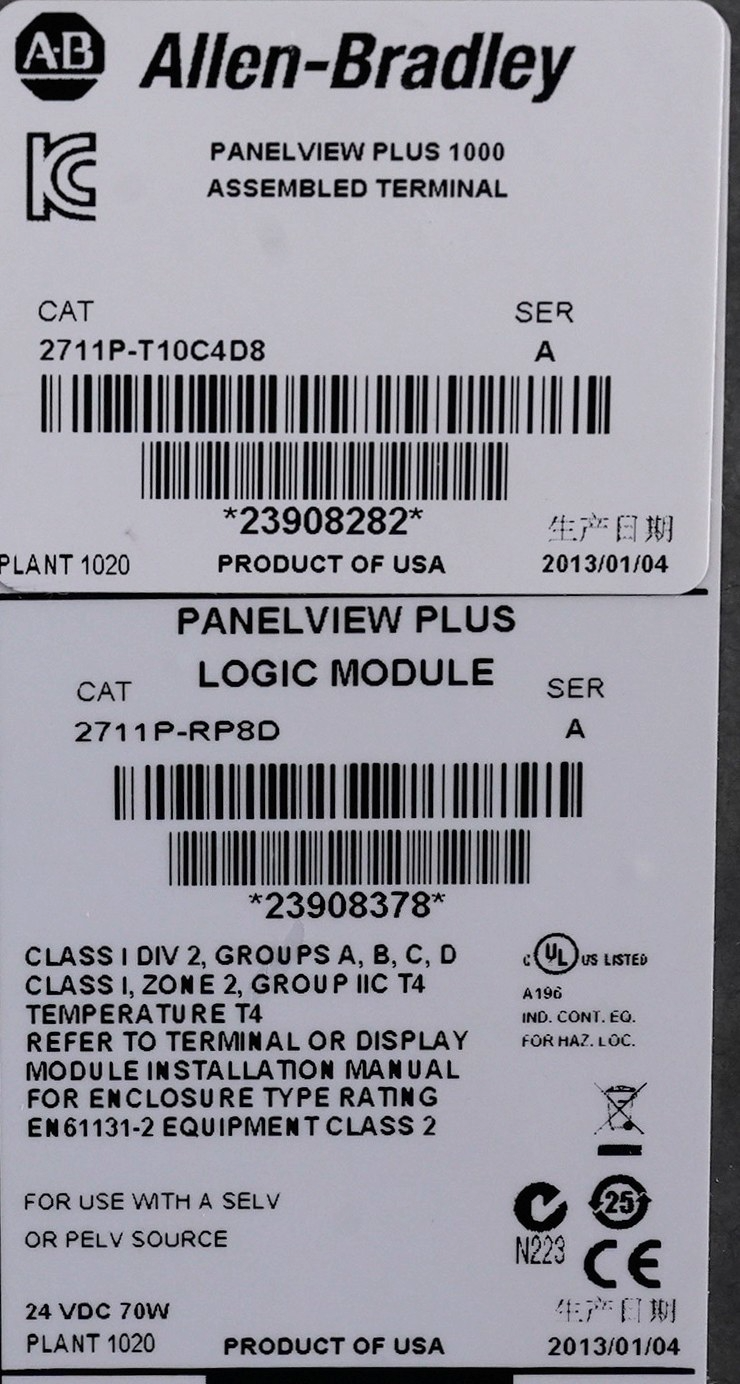 A·B Allen-Bradley
PANELVIEW PLUS 1000
ASSEMBLED TERMINAL
CAT SER
2711P-T10C4D8 A
*23908282*
生产日期
PLANT 1020 PRODUCT OF USA 2013/01/04
PANELVIEW PLUS
LOGIC MODULE
CAT SER
2711P-RP8D A
*23908378*
CLASS I DIV 2, GROUPS A, B, C, D
CLASS I, ZONE 2, GROUP IIC T4
TEMPERATURE T4
REFER TO TERMINAL OR DISPLAY
MODULE INSTALLATION MANUAL
FOR ENCLOSURE TYPE RATING
EN61131-2 EQUIPMENT CLASS 2
C UL US LISTED
A196
IND. CONT. EQ.
FOR HAZ. LOC.
FOR USE WITH A SELV
OR PELV SOURCE
25
N223
CE
24 VDC 70W
生产日期
PLANT 1020 PRODUCT OF USA 2013/01/04